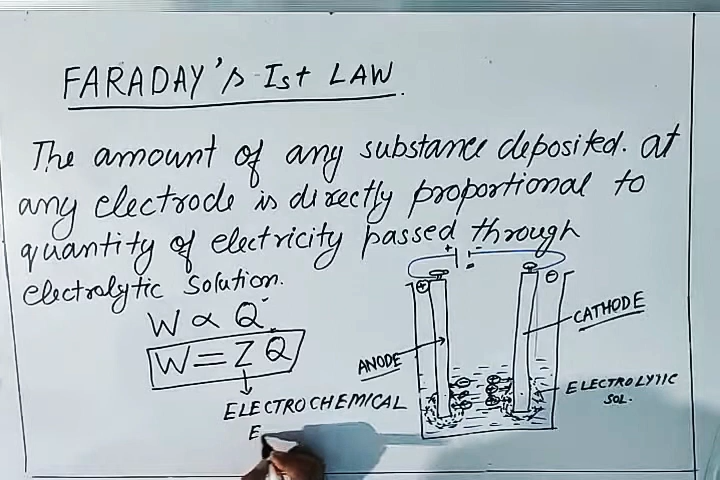 FARADAY's Ist LAW.
The amount of any substance deposited. at
any electrode is directly proportional to
quantity of electricity passed through
electrolytic solution.
W ∝ Q.
W = Z Q
ELECTROCHEMICAL
E
+ -
+
-
ANODE
CATHODE
ELECTROLYTIC
SOL.